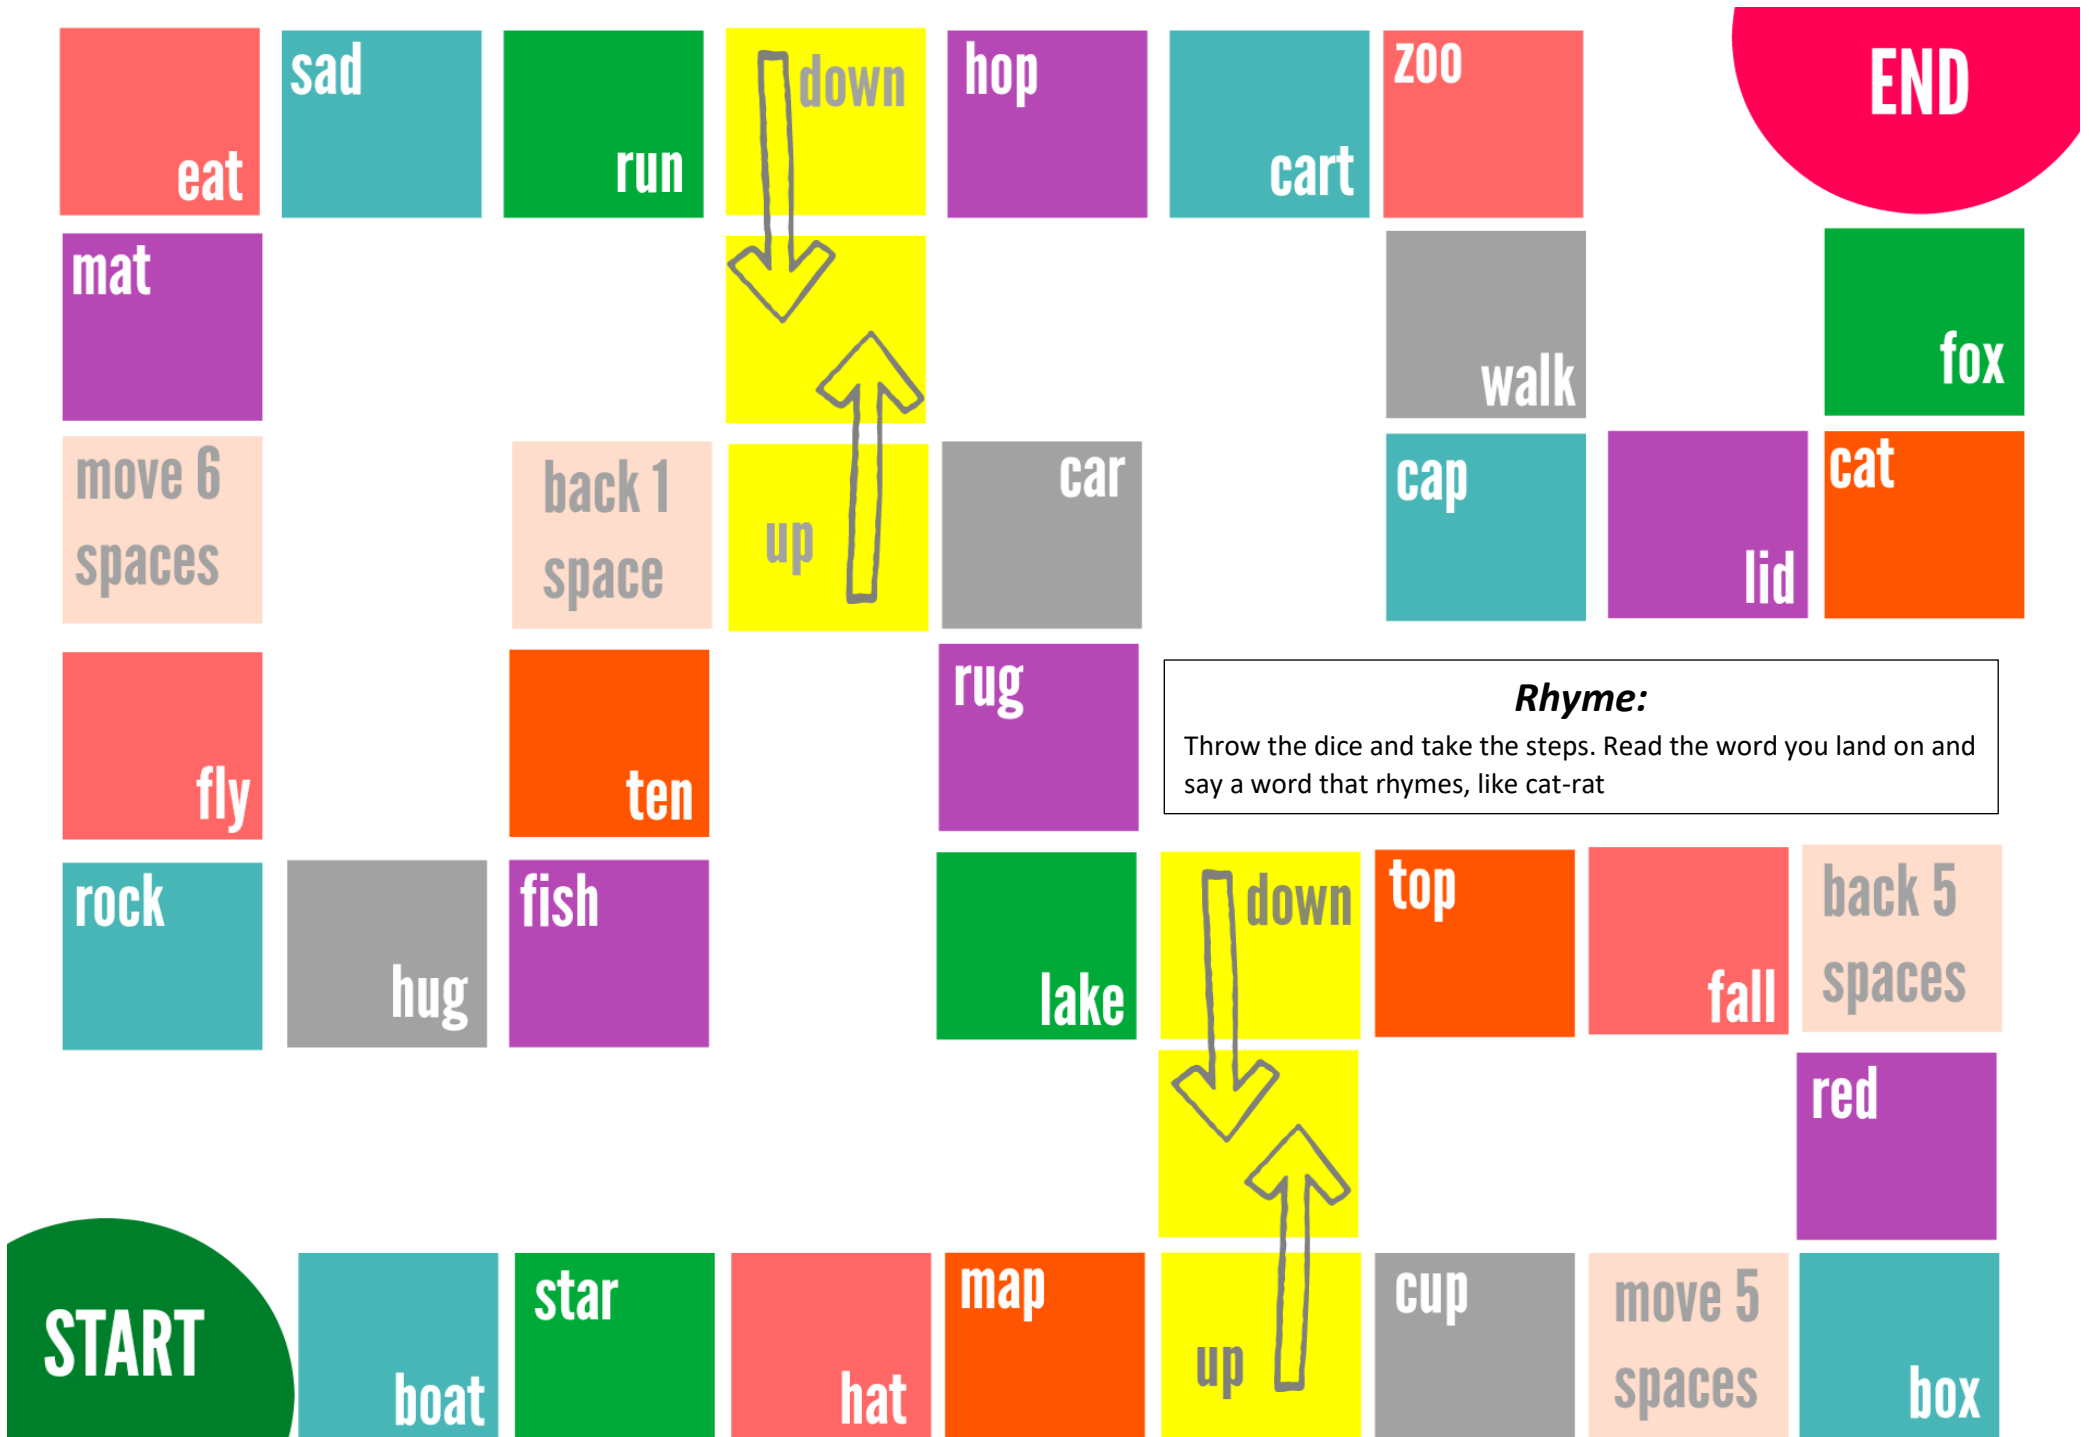 eat
sad
run
down
hop
cart
zoo
END
mat
walk
fox
move 6
spaces
back 1
space
up
car
cap
lid
cat
fly
ten
rug
Rhyme:
Throw the dice and take the steps. Read the word you land on and
say a word that rhymes, like cat-rat
rock
hug
fish
lake
down
top
fall
back 5
spaces
red
START
boat
star
hat
map
up
cup
move 5
spaces
box